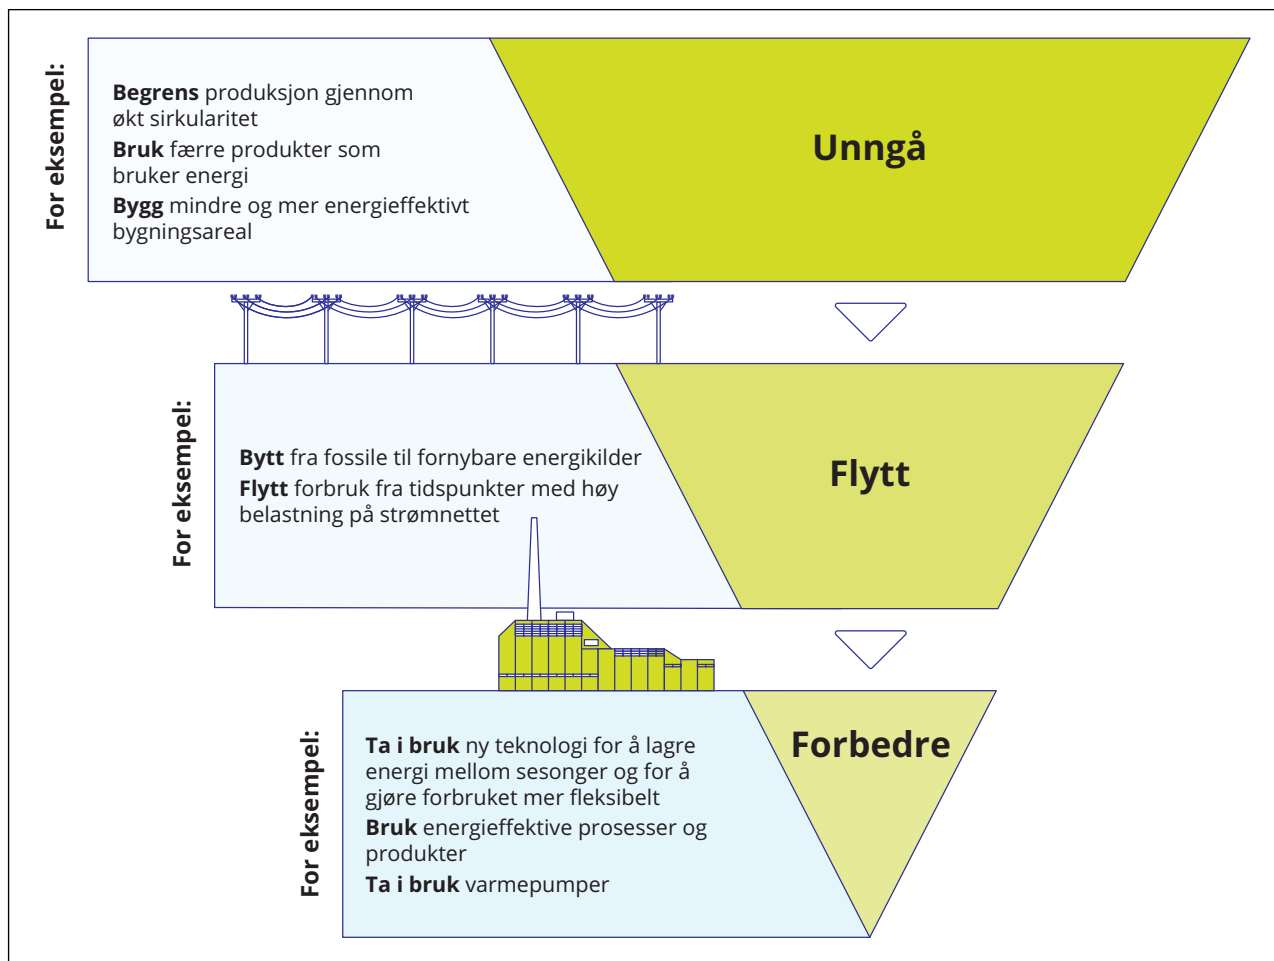 For eksempel:
Begrens produksjon gjennom
økt sirkularitet
Bruk færre produkter som
bruker energi
Bygg mindre og mer energieffektivt
bygningsareal
Unngå
For eksempel:
Bytt fra fossile til fornybare energikilder
Flytt forbruk fra tidspunkter med høy
belastning på strømnettet
Flytt
For eksempel:
Ta i bruk ny teknologi for å lagre
energi mellom sesonger og for å
gjøre forbruket mer fleksibelt
Bruk energieffektive prosesser og
produkter
Ta i bruk varmepumper
Forbedre